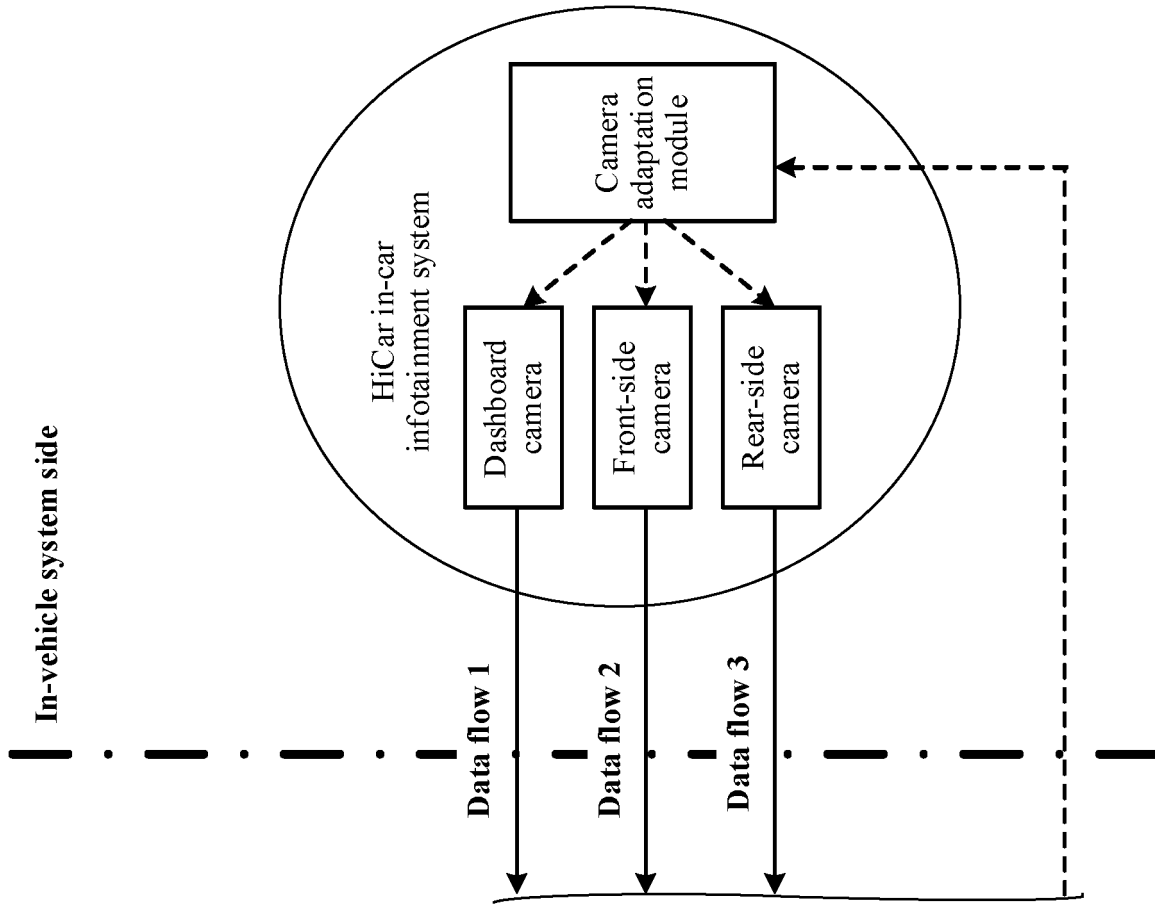 In-vehicle system side
HiCar in-car
infotainment system
Dashboard
camera
Front-side
camera
Rear-side
camera
Camera
adaptation
module
Data flow 1
Data flow 2
Data flow 3